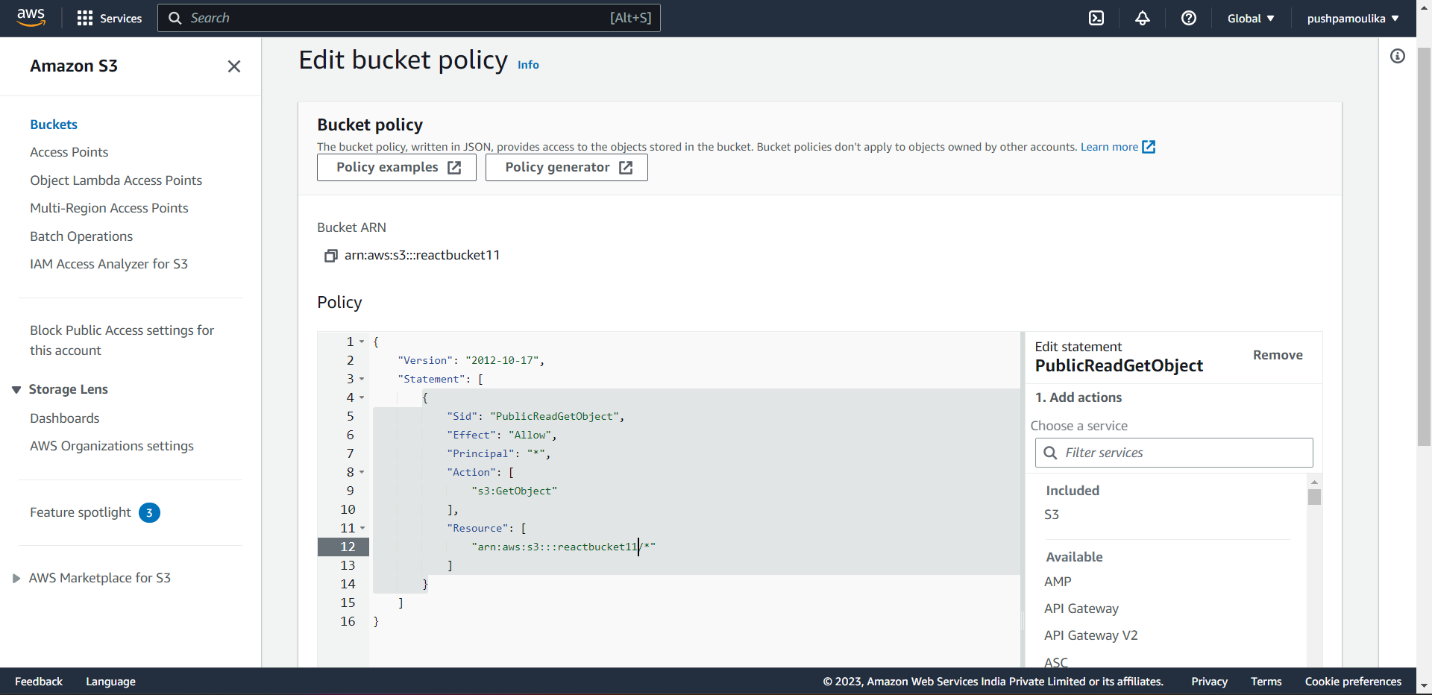 aws
Services
Search
[Alt+S]
Global
pushpamoulika
Amazon S3
Buckets
Access Points
Object Lambda Access Points
Multi-Region Access Points
Batch Operations
IAM Access Analyzer for S3
Block Public Access settings for
this account
Storage Lens
Dashboards
AWS Organizations settings
Feature spotlight 3
AWS Marketplace for S3
Edit bucket policy Info
Bucket policy
The bucket policy, written in JSON, provides access to the objects stored in the bucket. Bucket policies don't apply to objects owned by other accounts. Learn more
Policy examples
Policy generator
Bucket ARN
arn:aws:s3:::reactbucket11
Policy
1 {
2 "Version": "2012-10-17",
3 "Statement": [
4 {
5 "Sid": "PublicReadGetObject",
6 "Effect": "Allow",
7 "Principal": "*",
8 "Action": [
9 "s3:GetObject"
10 ],
11 "Resource": [
12 "arn:aws:s3:::reactbucket11/*"
13 ]
14 }
15 ]
16 }
Edit statement
PublicReadGetObject
Remove
1. Add actions
Choose a service
Filter services
Included
S3
Available
AMP
API Gateway
API Gateway V2
ASC
Feedback
Language
© 2023, Amazon Web Services India Private Limited or its affiliates.
Privacy
Terms
Cookie preferences